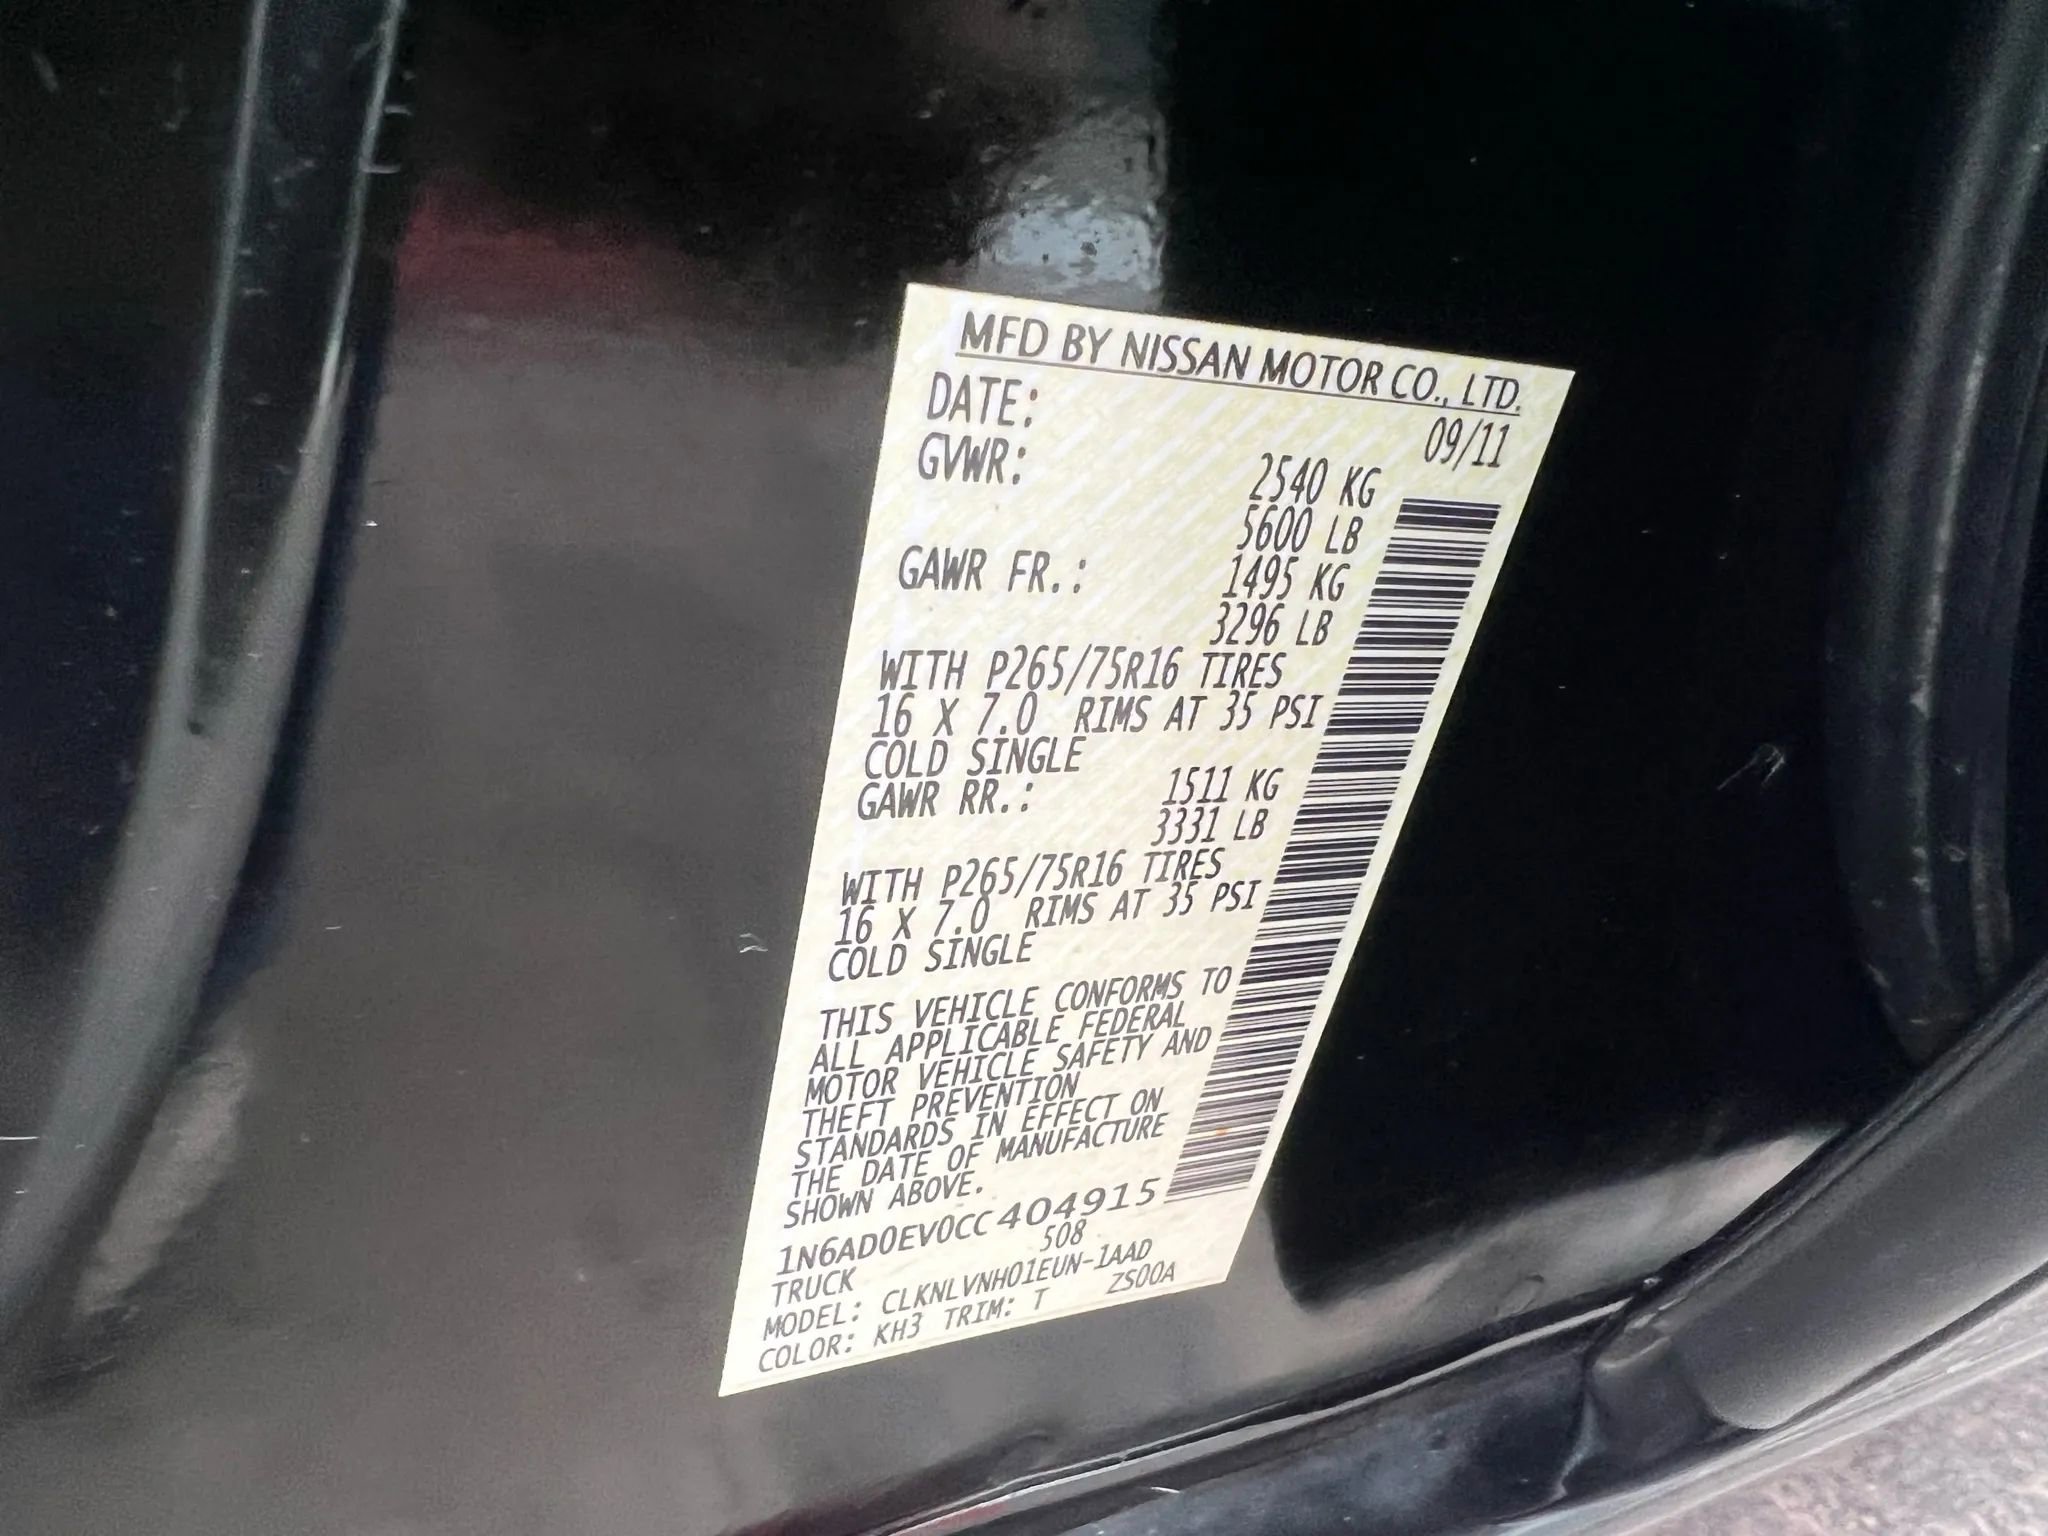 MFD BY NISSAN MOTOR CO., LTD.
DATE: 09/11
GVWR: 2540 KG
5600 LB
GAWR FR.: 1495 KG
3296 LB
WITH P265/75R16 TIRES
16 X 7.0 RIMS AT 35 PSI
COLD SINGLE
GAWR RR.: 1511 KG
3331 LB
WITH P265/75R16 TIRES
16 X 7.0 RIMS AT 35 PSI
COLD SINGLE
THIS VEHICLE CONFORMS TO
ALL APPLICABLE FEDERAL
MOTOR VEHICLE SAFETY AND
THEFT PREVENTION
STANDARDS IN EFFECT ON
THE DATE OF MANUFACTURE
SHOWN ABOVE.
1N6AD0EV0CC404915
TRUCK 508
MODEL: CLKNLVNH01EUN-1AAD
COLOR: KH3 TRIM: T ZS00A